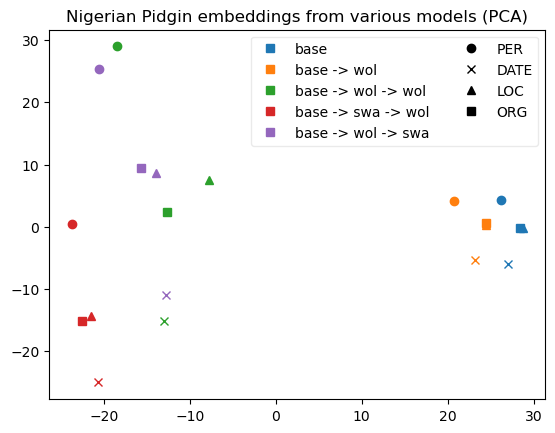 Nigerian Pidgin embeddings from various models (PCA)
30
20
10
0
−10
−20
−20
−10
0
10
20
30
base
base -> wol
base -> wol -> wol
base -> swa -> wol
base -> wol -> swa
PER
DATE
LOC
ORG